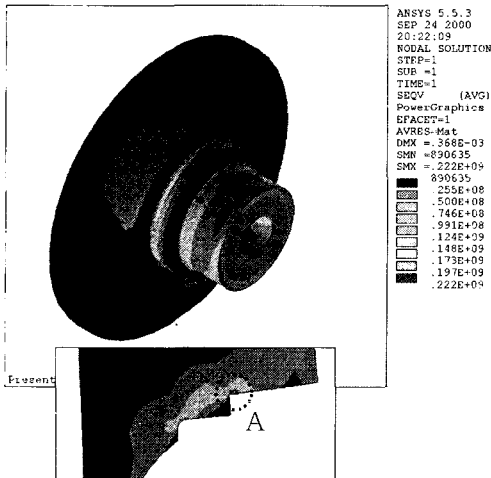 ANSYS 5.5.3
SEP 24 2000
20:22:09
NODAL SOLUTION
STEP=1
SUB =1
TIME=1
SEQV (AVG)
PowerGraphics
EFACET=1
AVRES=Mat
DMX =.368E-03
SMN =890635
SMX =.222E+09
890635
.255E+08
.500E+08
.746E+08
.991E+08
.124E+09
.148E+09
.173E+09
.197E+09
.222E+09
Present
A